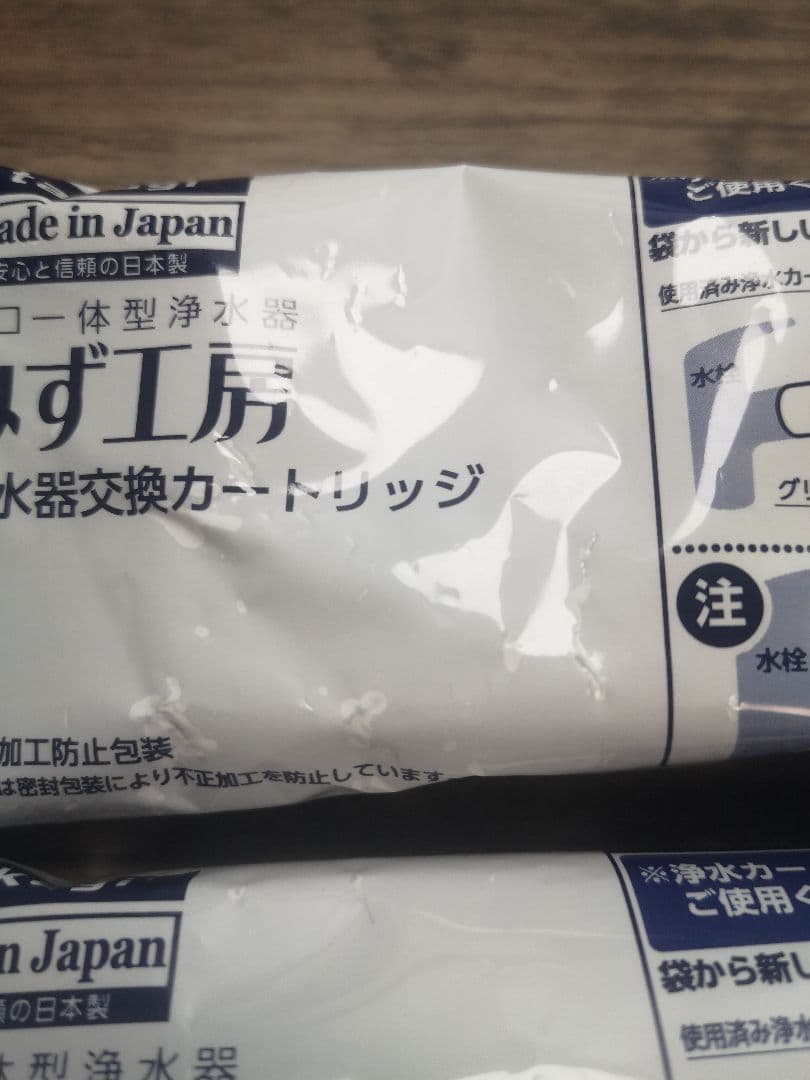 ade in Japan
安心と信頼の日本製
口一体型浄水器
みず工房
水器交換カートリッジ
加工防止包装
は密封包装により不正加工を防止しています
ご使用く
袋から新しい
使用済み浄水カー
水栓
グリ
注
水栓
n Japan
頼の日本製
体型浄水器
※浄水カー
ご使用く
袋から新し
使用済み浄水